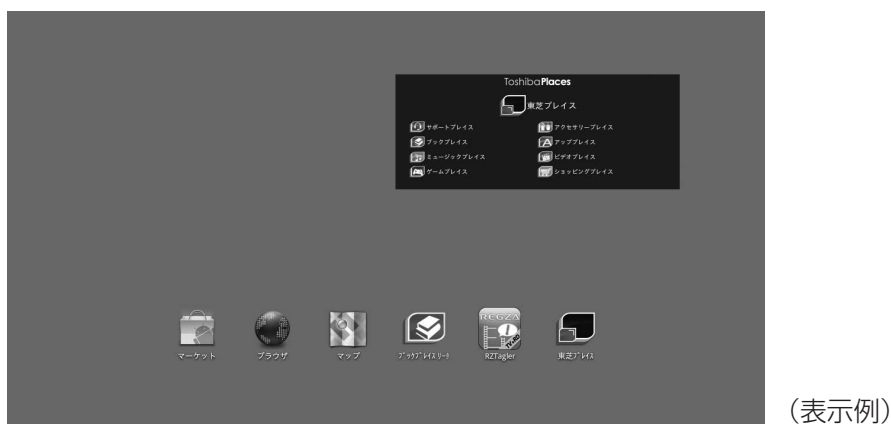 ToshibaPlaces
東芝プレイス
サポートプレイス
アクセサリープレイス
ブックプレイス
アッププレイス
ミュージックプレイス
ビデオプレイス
ゲームプレイス
ショッピングプレイス
マーケット
ブラウザ
マップ
ブックプレイスリーダ
REGZA
RZTagler
東芝プレイス
(表示例)